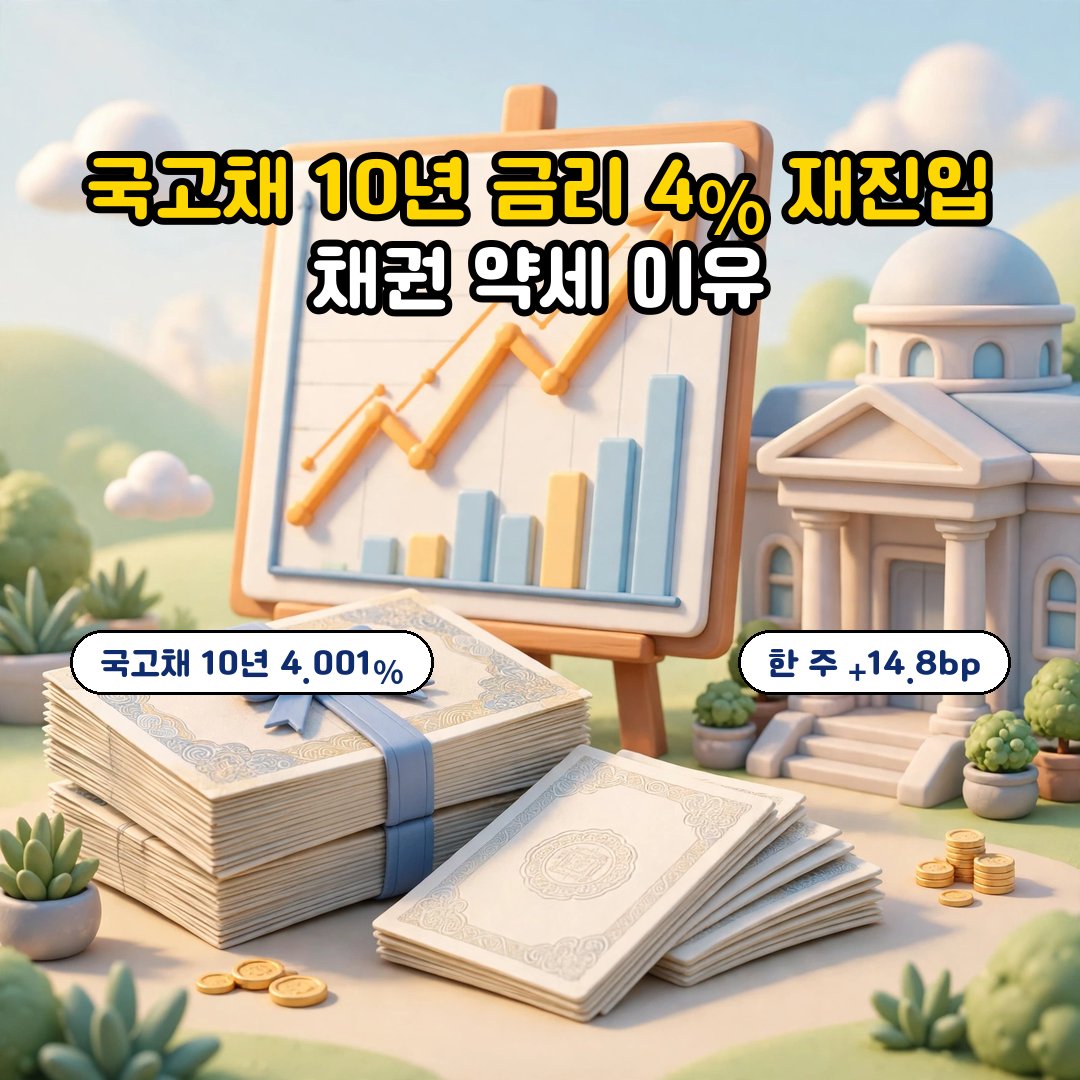 국고채 10년 금리 4% 재진입
채권 약세 이유
국고채 10년 4.001%
한 주 +14.8bp